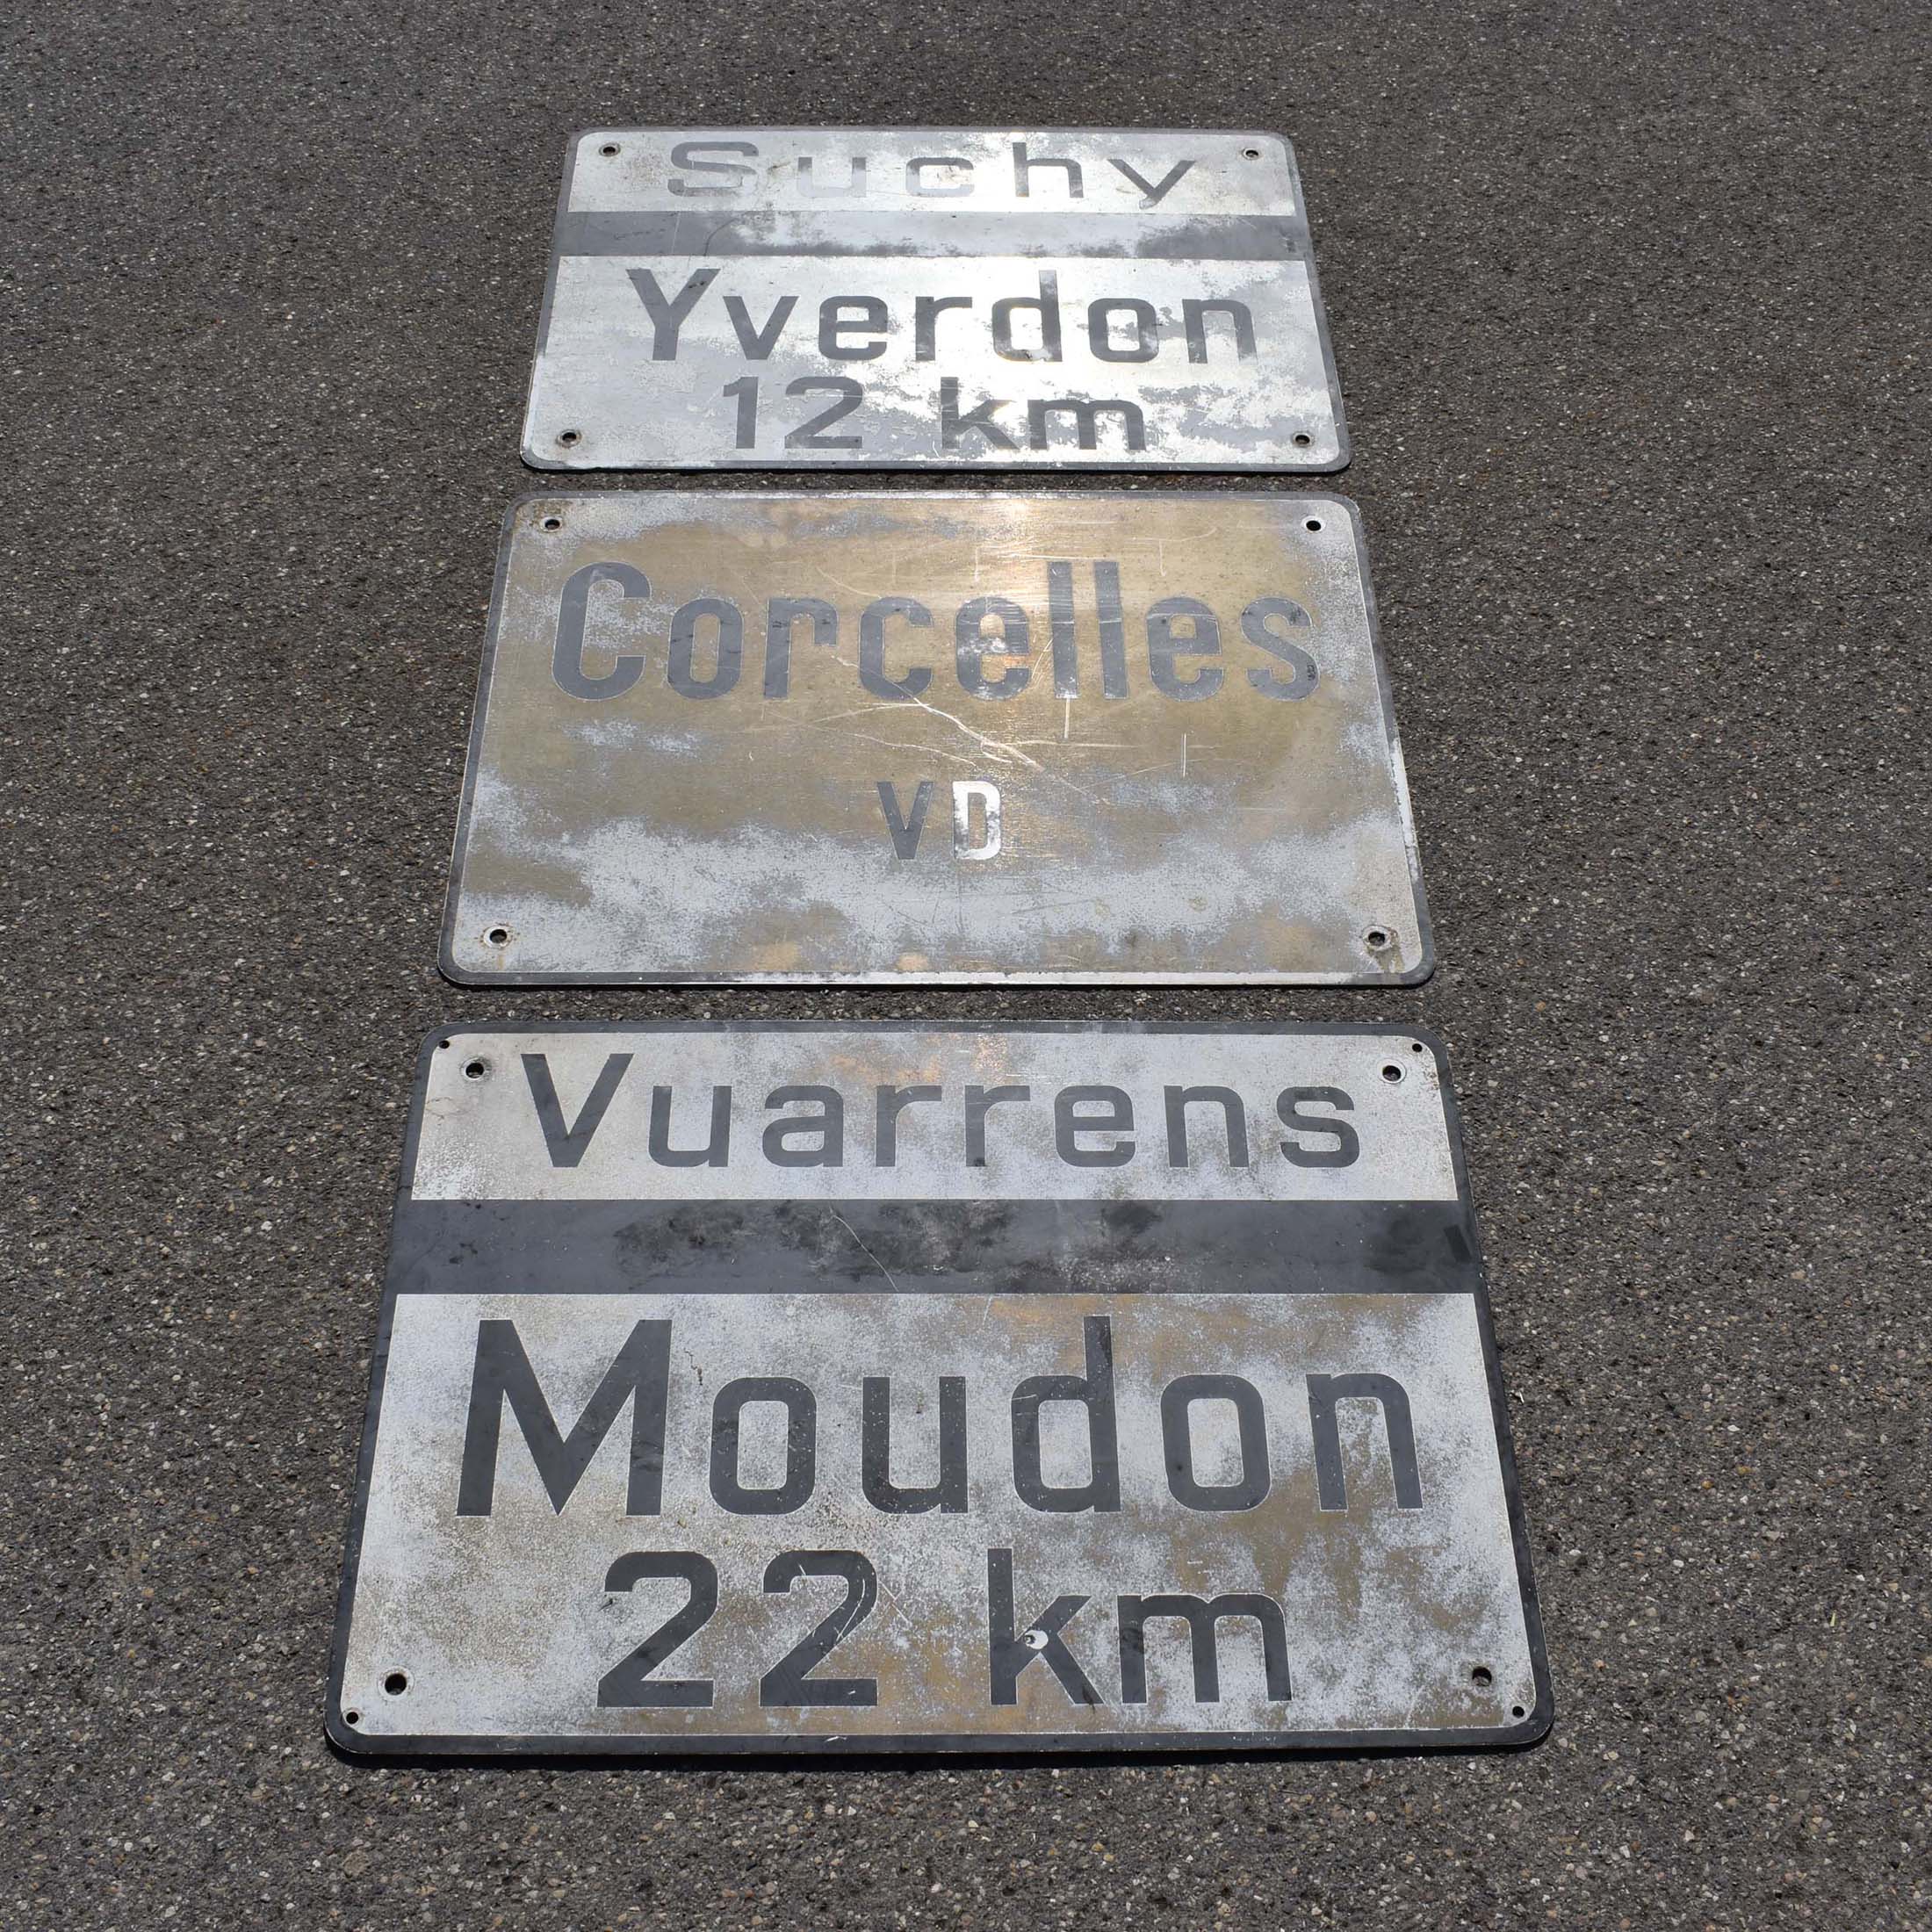 Suchy
Yverdon
12 km
Corcelles
VD
Vuarrens
Moudon
22 km